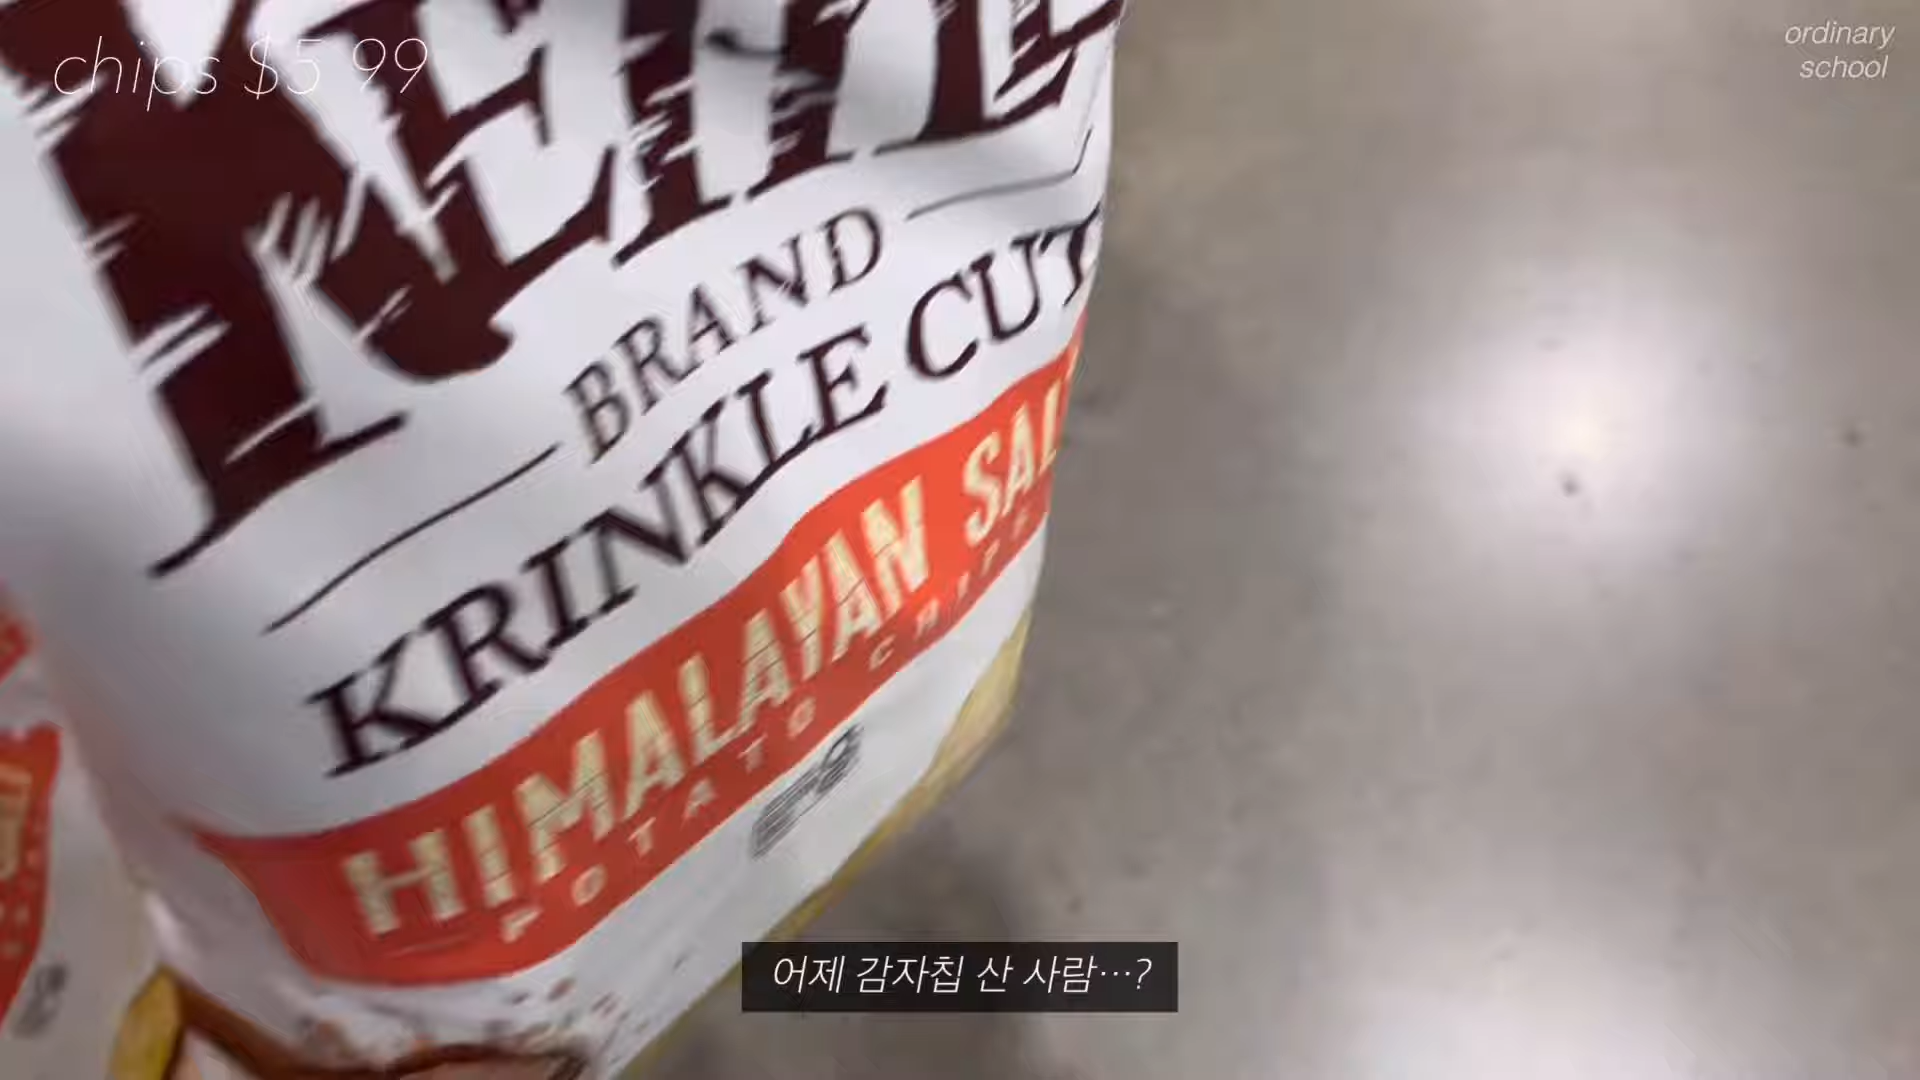 chips $5 99
ordinary
school
BRAND
KRINKLE CUT
HIMALAYAN SAL
POTATO CHIPS
어제 감자칩 산 사람…?